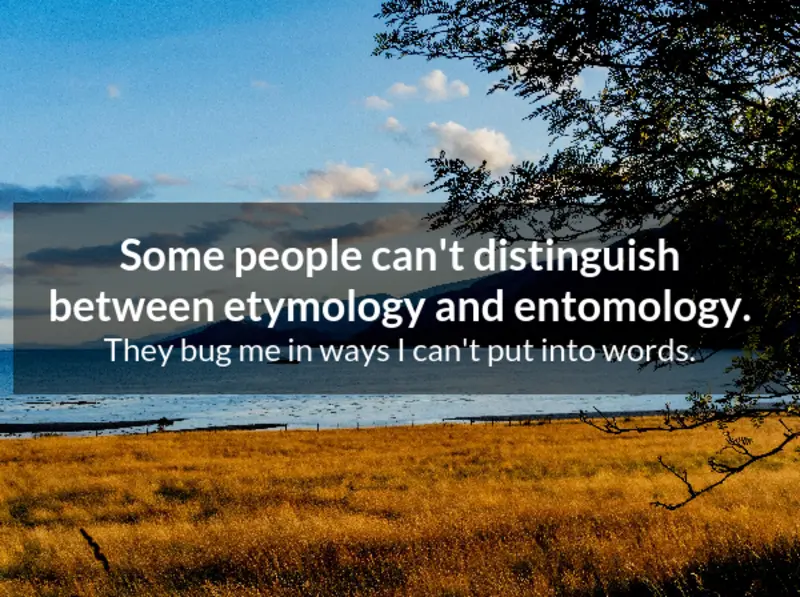 Some people can't distinguish
between etymology and entomology.
They bug me in ways I can't put into words.